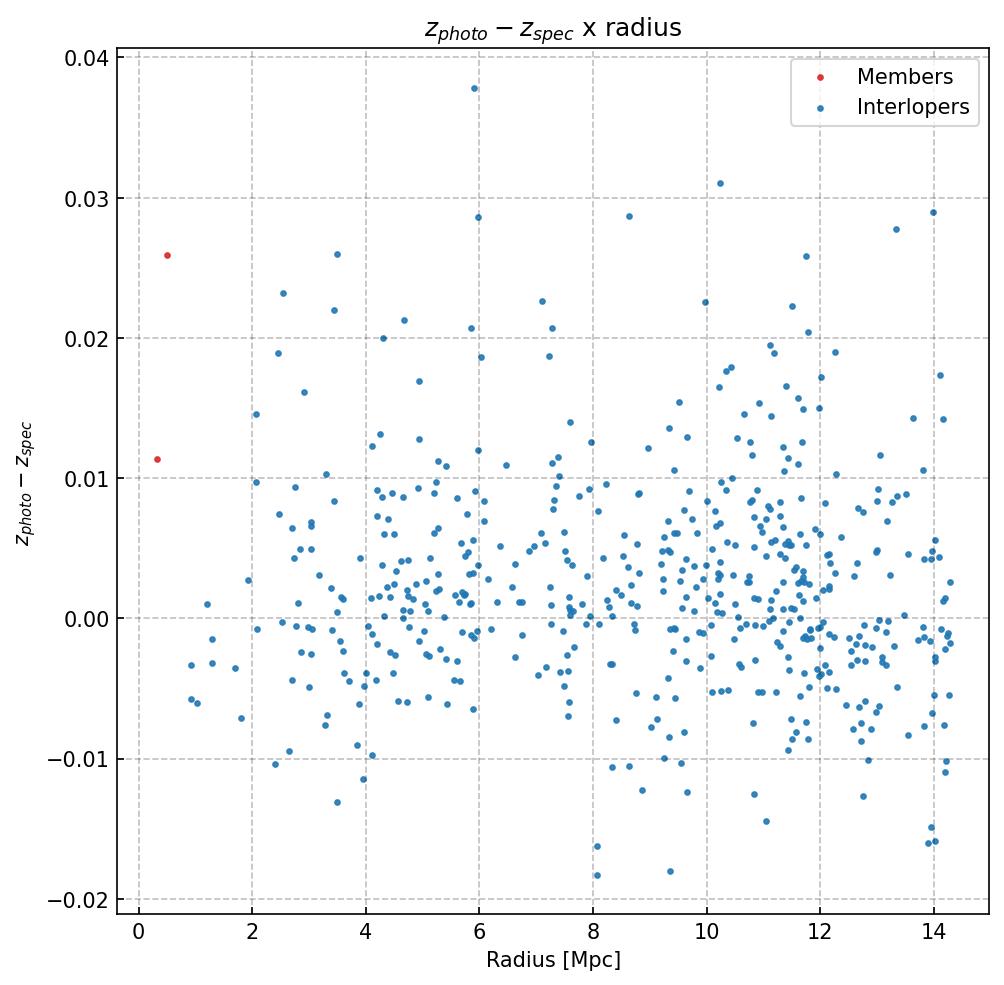 z_photo − z_spec x radius
Members
Interlopers
0.04
0.03
0.02
0.01
0.00
−0.01
−0.02
z_photo − z_spec
0 2 4 6 8 10 12 14
Radius [Mpc]